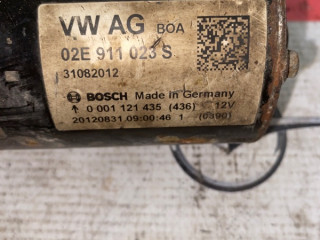 VW AG BOA
02E 911 023 S
31082012
BOSCH Made in Germany
0 001 121 435 (436) 12V
20120831.09:00:46 1 (0390)